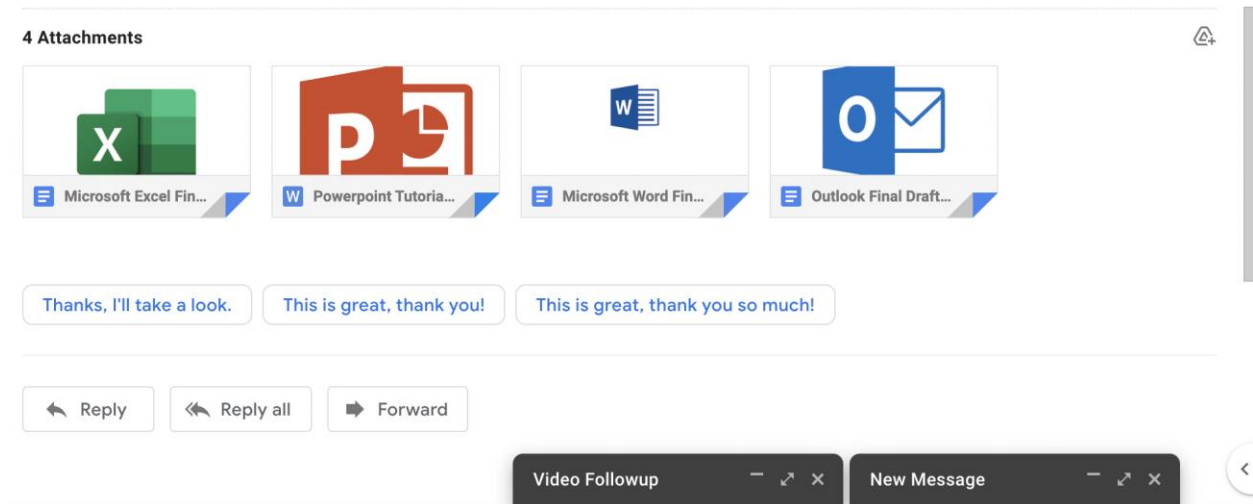 4 Attachments
X
P
W
O
Microsoft Excel Fin...
W Powerpoint Tutoria...
Microsoft Word Fin...
Outlook Final Draft...
Thanks, I'll take a look.
This is great, thank you!
This is great, thank you so much!
Reply
Reply all
Forward
Video Followup
New Message